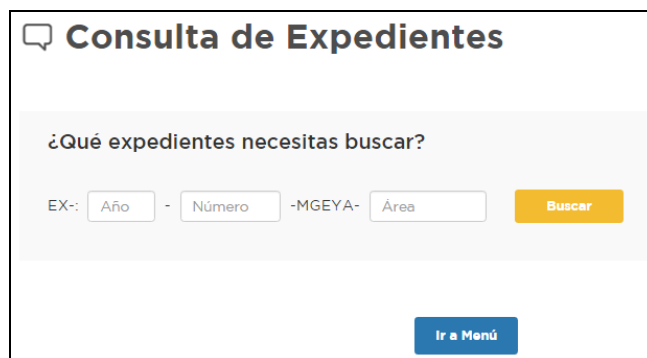 Consulta de Expedientes
¿Qué expedientes necesitas buscar?
EX-: Año - Número -MGEYA- Área Buscar
Ir a Menú